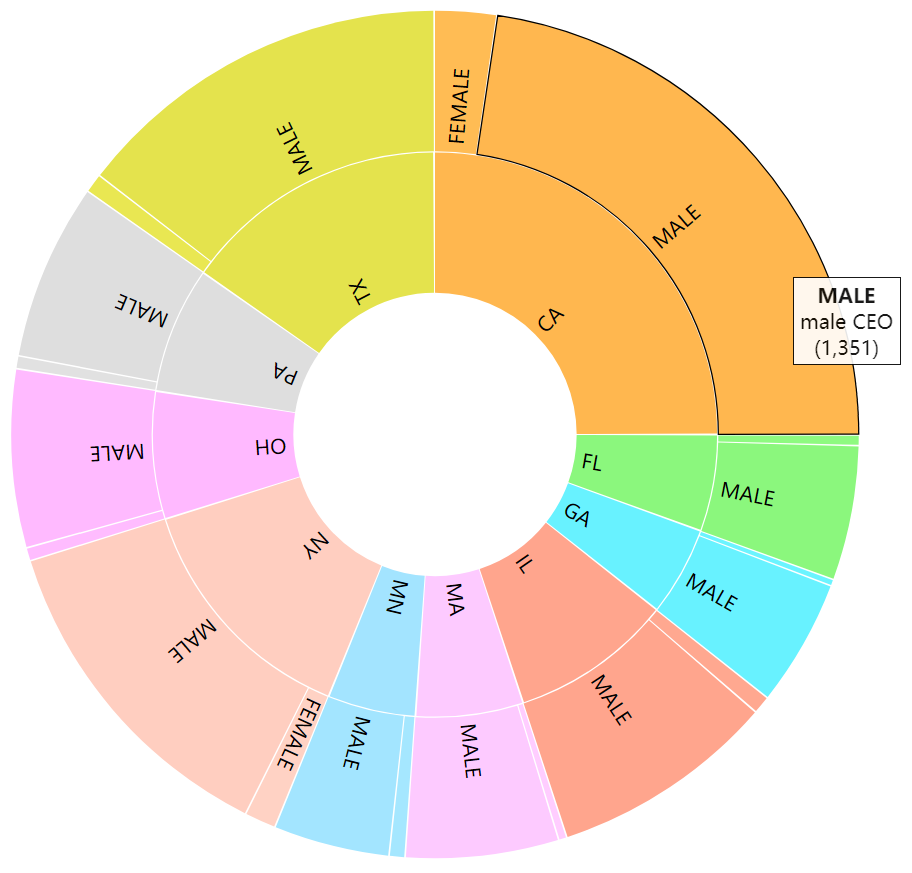 FEMALE
MALE
CA
MALE
male CEO
(1,351)
FL
MALE
GA
MALE
IL
MALE
MA
MALE
MN
MALE
NY
FEMALE
MALE
OH
MALE
PA
MALE
TX
MALE